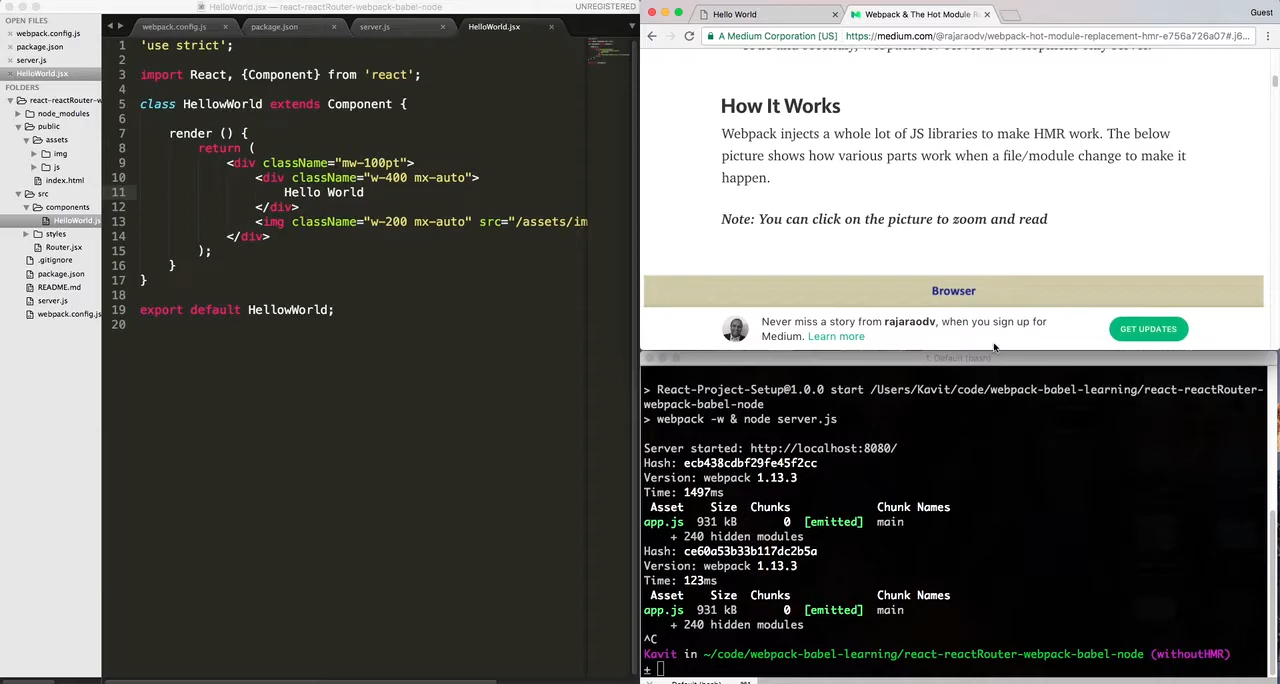 HelloWorld.jsx — react-reactRouter-webpack-babel-node
UNREGISTERED
OPEN FILES
webpack.config.js
package.json
server.js
HelloWorld.jsx
FOLDERS
react-reactRouter-w
node_modules
public
assets
img
js
index.html
src
components
HelloWorld.js
styles
Router.jsx
.gitignore
package.json
README.md
server.js
webpack.config.js
webpack.config.js
package.json
server.js
HelloWorld.jsx
1 'use strict';
2
3 import React, {Component} from 'react';
4
5 class HellowWorld extends Component {
6
7 render () {
8 return (
9 <div className="mw-100pt">
10 <div className="w-400 mx-auto">
11 Hello World
12 </div>
13 <img className="w-200 mx-auto" src="/assets/im
14 </div>
15 );
16 }
17 }
18
19 export default HellowWorld;
20
Hello World
Webpack & The Hot Module R
Guest
A Medium Corporation [US]
https://medium.com/@rajaraodv/webpack-hot-module-replacement-hmr-e756a726a07#.j6...
How It Works
Webpack injects a whole lot of JS libraries to make HMR work. The below
picture shows how various parts work when a file/module change to make it
happen.
Note: You can click on the picture to zoom and read
Browser
Never miss a story from rajaraodv, when you sign up for
Medium. Learn more
GET UPDATES
1. Default (bash)
> React-Project-Setup@1.0.0 start /Users/Kavit/code/webpack-babel-learning/react-reactRouter-
webpack-babel-node
> webpack -w & node server.js
Server started: http://localhost:8080/
Hash: ecb438cdbf29fe45f2cc
Version: webpack 1.13.3
Time: 1497ms
Asset Size Chunks Chunk Names
app.js 931 kB 0 [emitted] main
+ 240 hidden modules
Hash: ce60a53b33b117dc2b5a
Version: webpack 1.13.3
Time: 123ms
Asset Size Chunks Chunk Names
app.js 931 kB 0 [emitted] main
+ 240 hidden modules
^C
Kavit in ~/code/webpack-babel-learning/react-reactRouter-webpack-babel-node (withoutHMR)
±